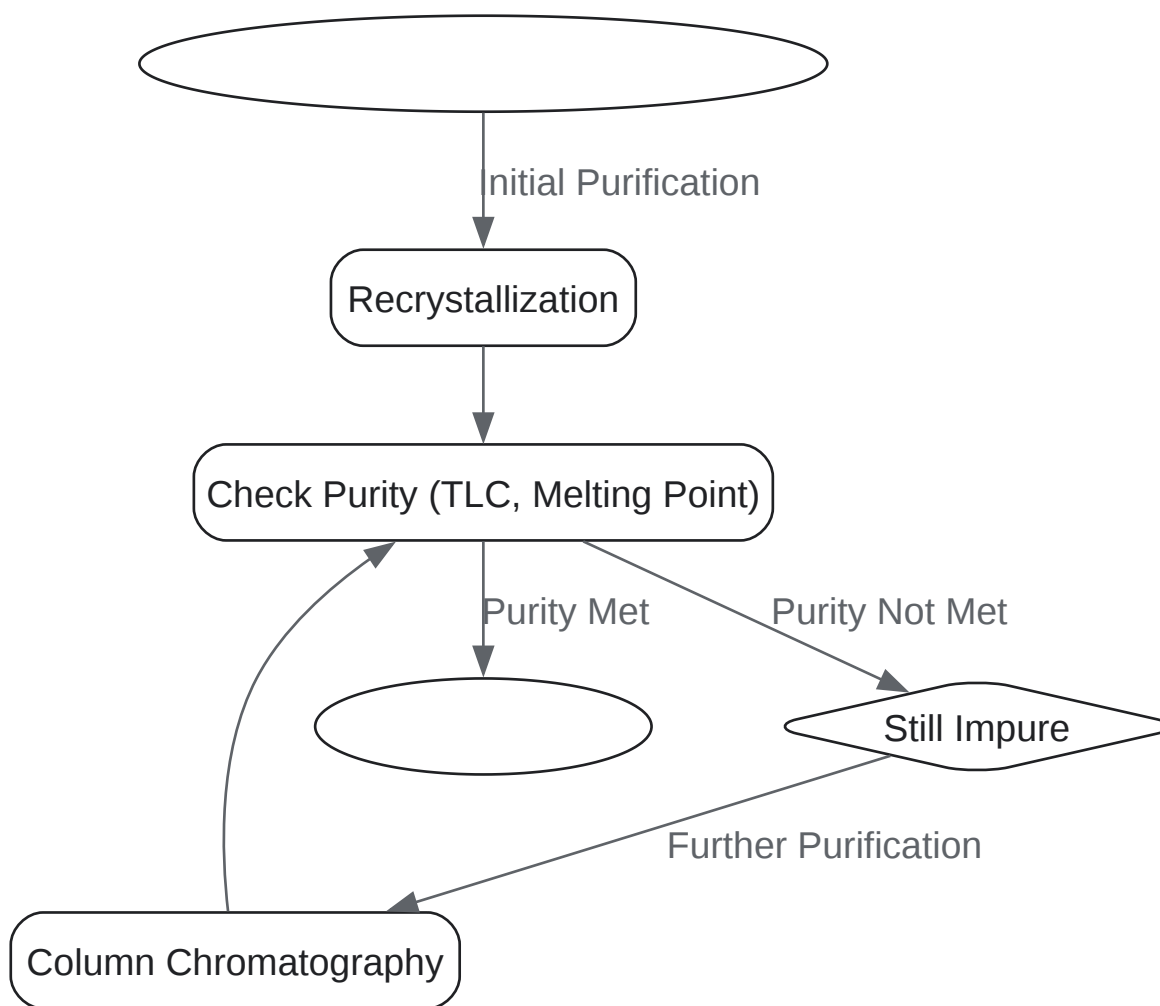 Initial Purification
Recrystallization
Check Purity (TLC, Melting Point)
Purity Met
Purity Not Met
Still Impure
Further Purification
Column Chromatography